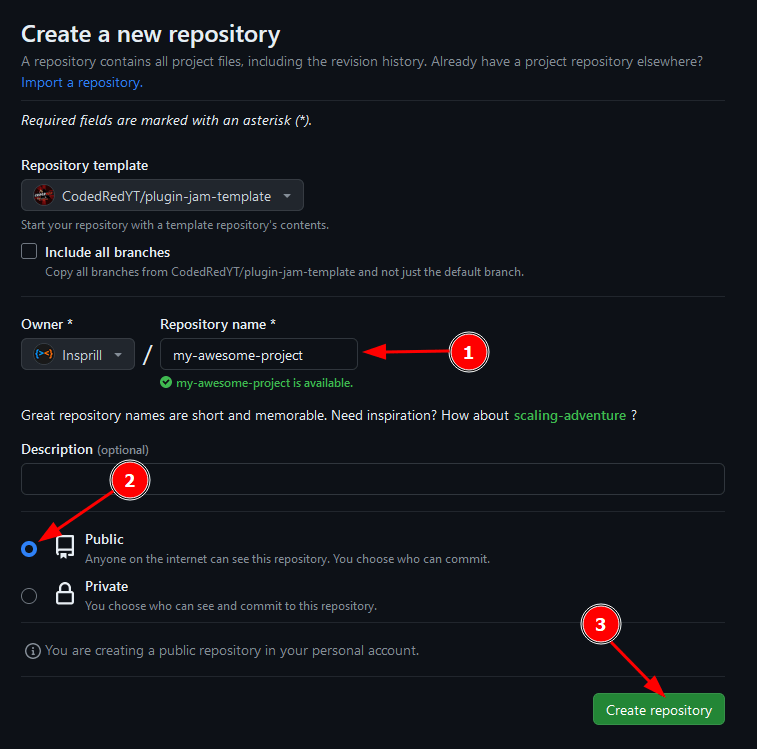 Create a new repository
A repository contains all project files, including the revision history. Already have a project repository elsewhere?
Import a repository.
Required fields are marked with an asterisk (*).
Repository template
CodedRedYT/plugin-jam-template
Start your repository with a template repository's contents.
Include all branches
Copy all branches from CodedRedYT/plugin-jam-template and not just the default branch.
Owner * Repository name *
Insprill / my-awesome-project 1
my-awesome-project is available.
Great repository names are short and memorable. Need inspiration? How about scaling-adventure ?
Description (optional)
2
Public
Anyone on the internet can see this repository. You choose who can commit.
Private
You choose who can see and commit to this repository.
3
You are creating a public repository in your personal account.
Create repository